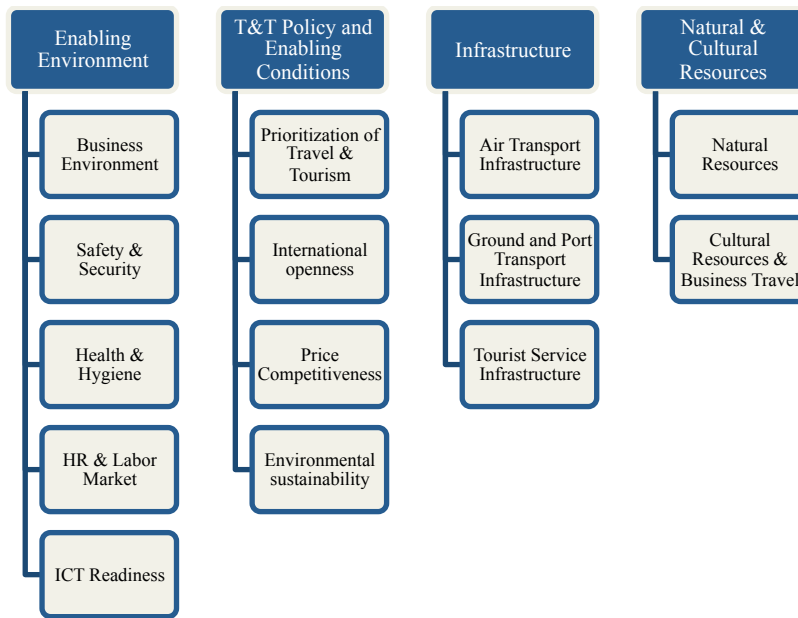 Enabling
Environment
Business
Environment
Safety &
Security
Health &
Hygiene
HR & Labor
Market
ICT Readiness
T&T Policy and
Enabling
Conditions
Prioritization of
Travel &
Tourism
International
openness
Price
Competitiveness
Environmental
sustainability
Infrastructure
Air Transport
Infrastructure
Ground and Port
Transport
Infrastructure
Tourist Service
Infrastructure
Natural &
Cultural
Resources
Natural
Resources
Cultural
Resources &
Business Travel